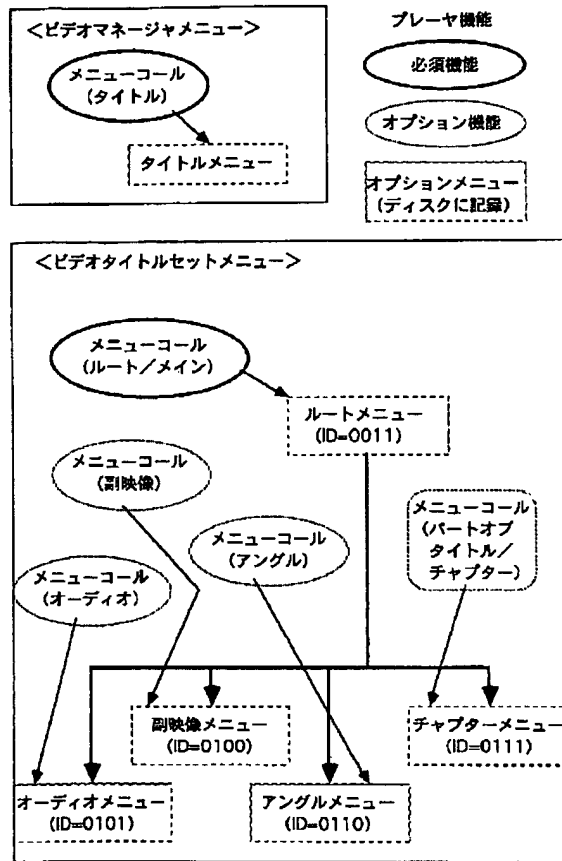 <ビデオマネージャメニュー>
メニューコール
(タイトル)
タイトルメニュー
プレーヤ機能
必須機能
オプション機能
オプションメニュー
(ディスクに記録)
<ビデオタイトルセットメニュー>
メニューコール
(ルート/メイン)
ルートメニュー
(ID=0011)
メニューコール
(副映像)
メニューコール
(アングル)
メニューコール
(パートオブ
タイトル/
チャプター)
メニューコール
(オーディオ)
副映像メニュー
(ID=0100)
チャプターメニュー
(ID=0111)
オーディオメニュー
(ID=0101)
アングルメニュー
(ID=0110)